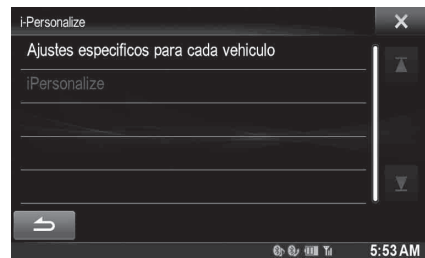 i-Personalize
Ajustes especificos para cada vehiculo
iPersonalize
5:53 AM